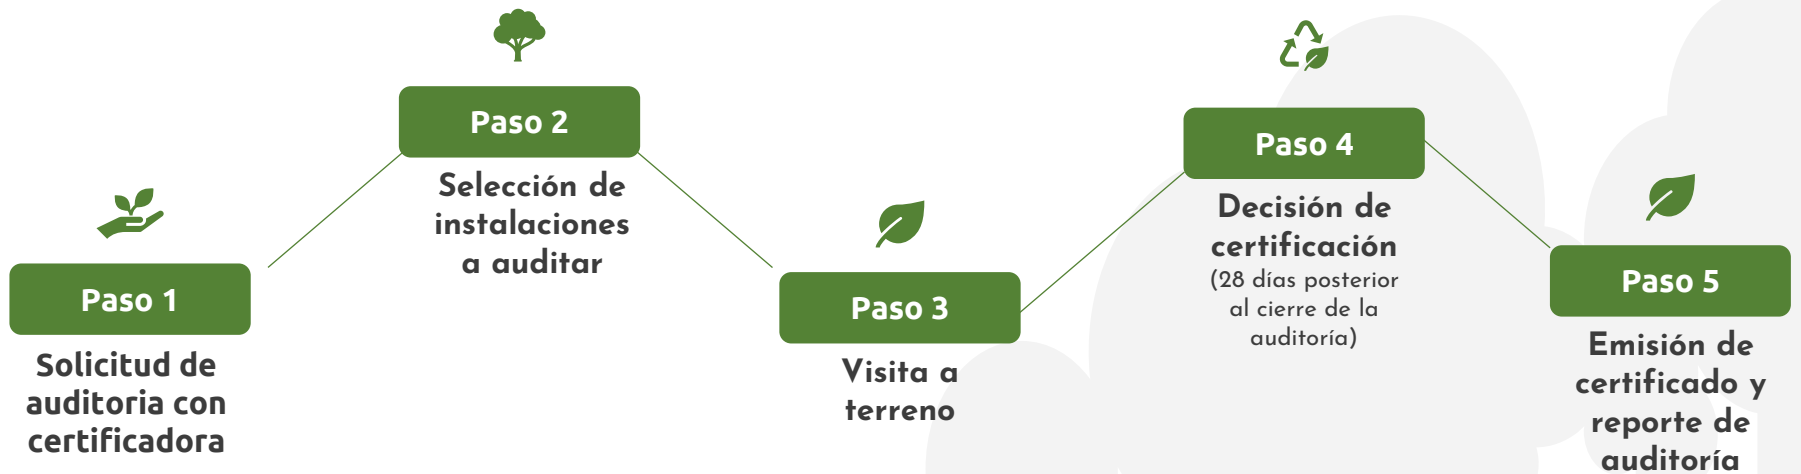 Paso 1
Solicitud de
auditoria con
certificadora
Paso 2
Selección de
instalaciones
a auditar
Paso 3
Visita a
terreno
Paso 4
Decisión de
certificación
(28 días posterior
al cierre de la
auditoría)
Paso 5
Emisión de
certificado y
reporte de
auditoría